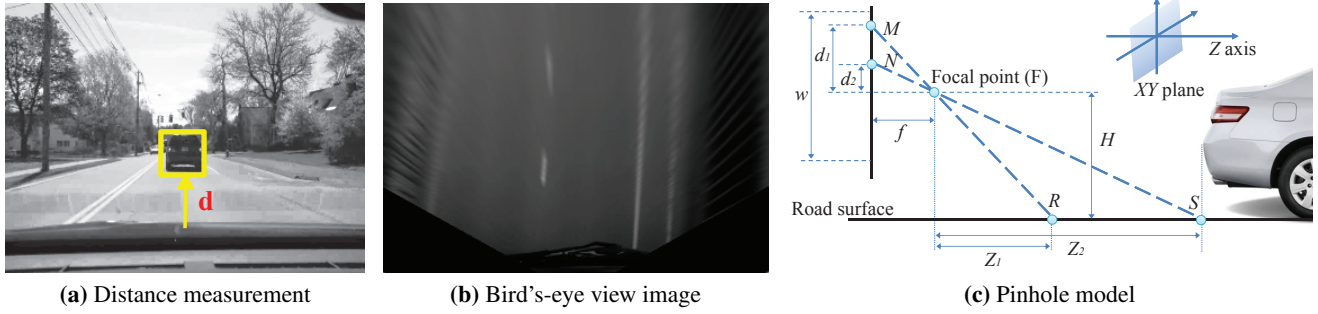 d
w
d1
d2
M
N
Focal point (F)
f
H
Z axis
XY plane
Road surface
R
S
Z1
Z2
(a) Distance measurement
(b) Bird's-eye view image
(c) Pinhole model